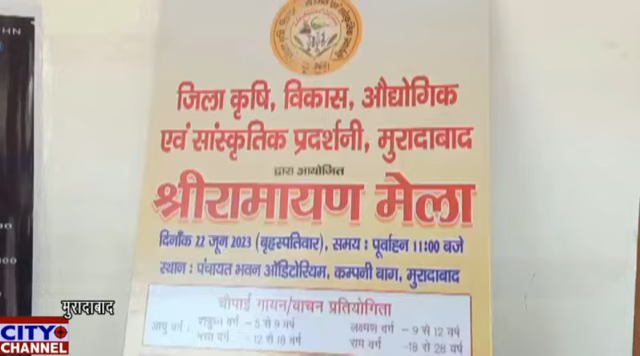 जिला कृषि, विकास, औद्योगिक
एवं सांस्कृतिक प्रदर्शनी, मुरादाबाद
द्वारा आयोजित
श्रीरामायण मेला
दिनाँक 22 जून 2023 (बृहस्पतिवार), समय : पूर्वाह्न 11:00 बजे
स्थान : पंचायत भवन ऑडिटोरियम, कम्पनी बाग, मुरादाबाद
चौपाई गायन/वाचन प्रतियोगिता
आयु वर्ग : शत्रुघ्न वर्ग - 5 से 9 वर्ष लक्ष्मण वर्ग - 9 से 12 वर्ष
भरत वर्ग - 12 से 18 वर्ष राम वर्ग - 18 से 28 वर्ष
मुरादाबाद
CITY
CHANNEL